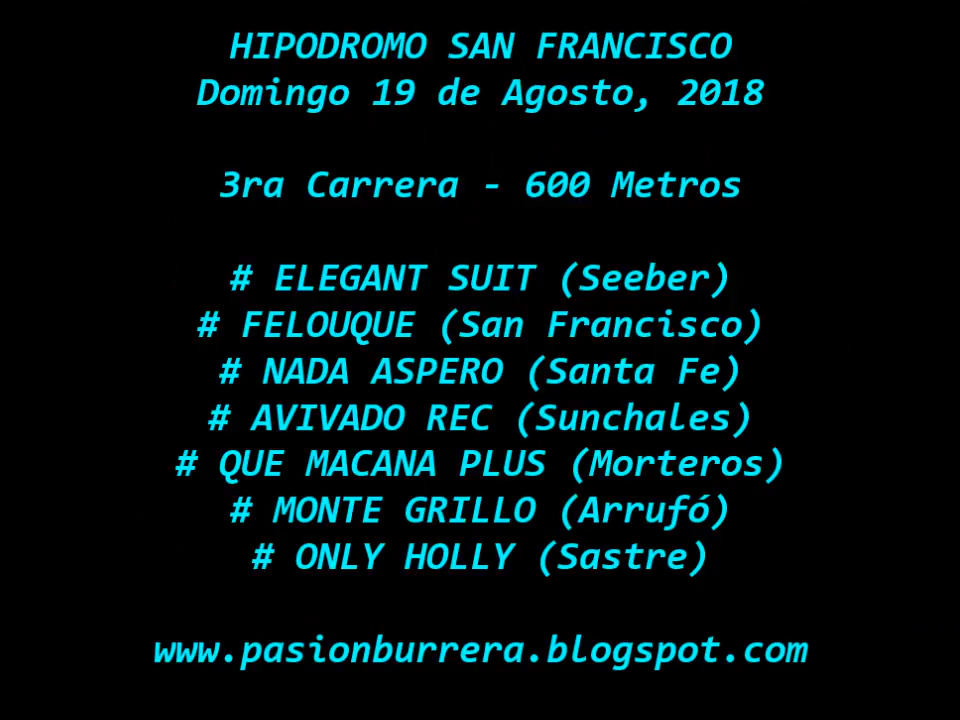 HIPODROMO SAN FRANCISCO
Domingo 19 de Agosto, 2018
3ra Carrera - 600 Metros
# ELEGANT SUIT (Seeber)
# FELOUQUE (San Francisco)
# NADA ASPERO (Santa Fe)
# AVIVADO REC (Sunchales)
# QUE MACANA PLUS (Morteros)
# MONTE GRILLO (Arrufó)
# ONLY HOLLY (Sastre)
www.pasionburrera.blogspot.com